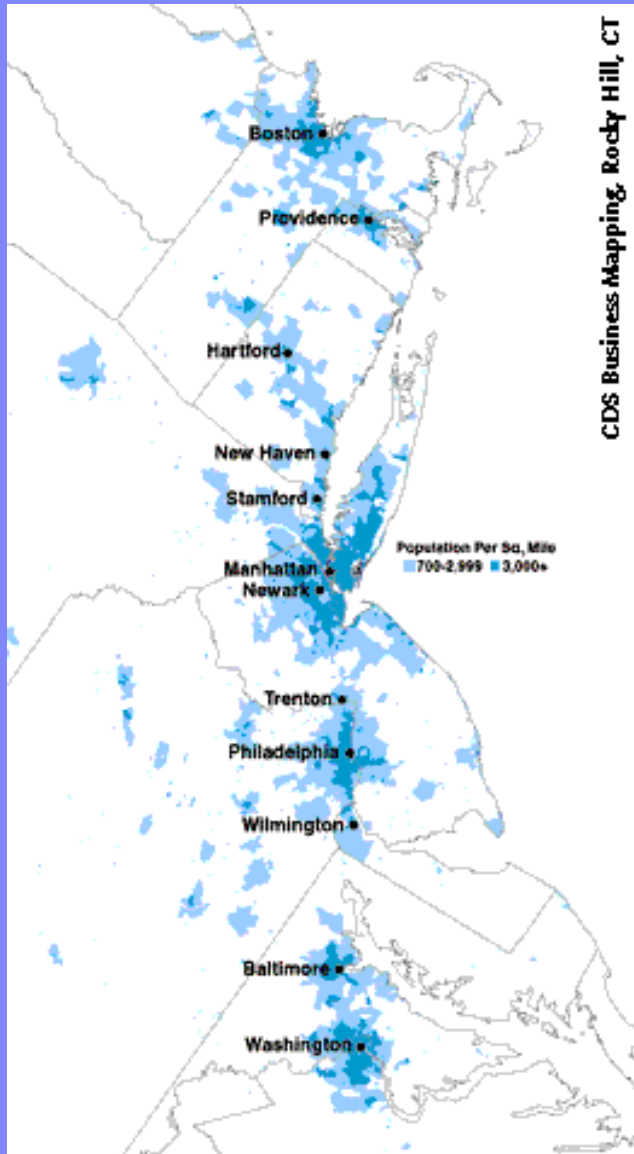 Boston
Providence
Hartford
New Haven
Stamford
Manhattan
Newark
Population Per Sq, Mile
700-2,999 3,000+
Trenton
Philadelphia
Wilmington
Baltimore
Washington
CDS Business Mapping, Rocky Hill, CT